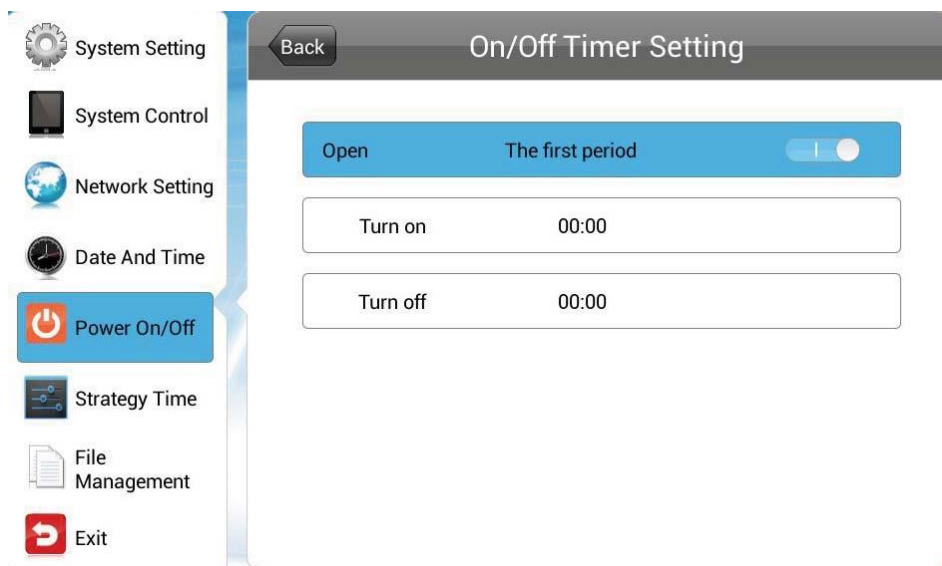 System Setting
System Control
Network Setting
Date And Time
Power On/Off
Strategy Time
File
Management
Exit
Back
On/Off Timer Setting
Open The first period
Turn on 00:00
Turn off 00:00